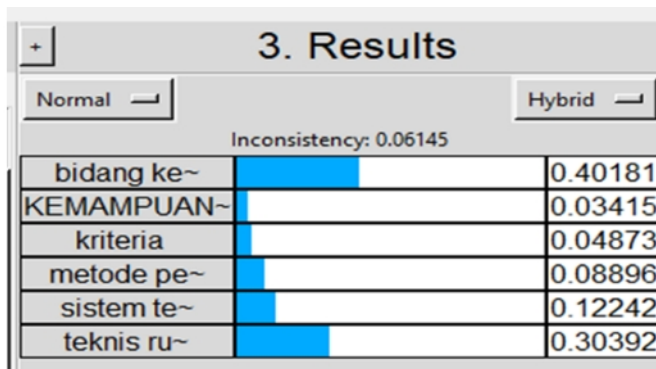 + 3. Results
Normal Hybrid
Inconsistency: 0.06145
bidang ke~ 0.40181
KEMAMPUAN~ 0.03415
kriteria 0.04873
metode pe~ 0.08896
sistem te~ 0.12242
teknis ru~ 0.30392